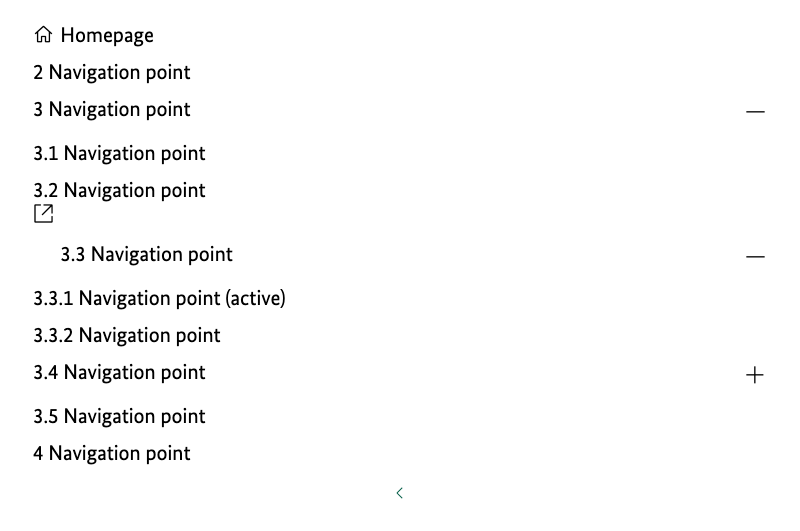 Homepage
2 Navigation point
3 Navigation point
3.1 Navigation point
3.2 Navigation point
3.3 Navigation point
3.3.1 Navigation point (active)
3.3.2 Navigation point
3.4 Navigation point
3.5 Navigation point
4 Navigation point